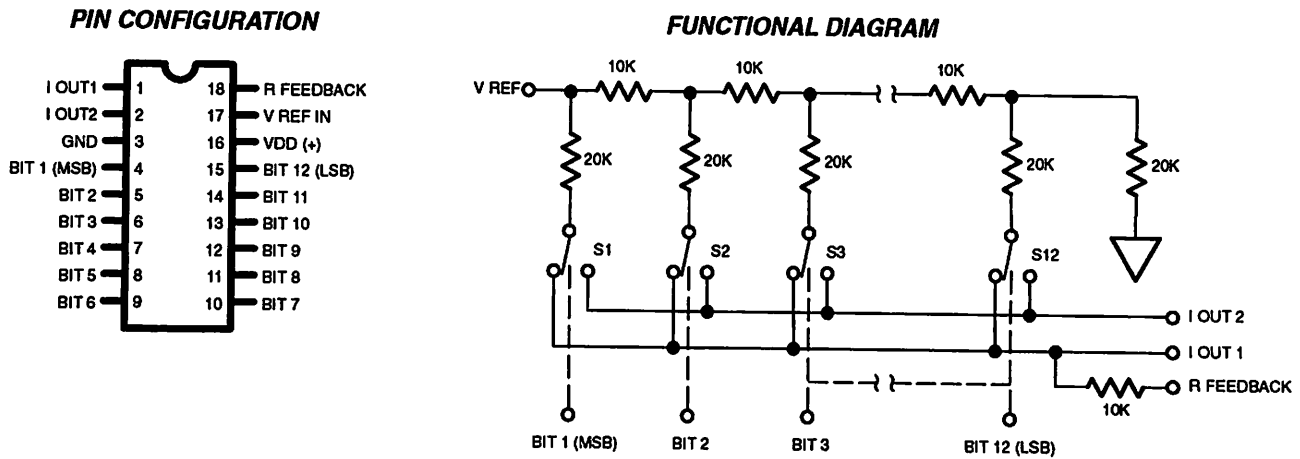 PIN CONFIGURATION
I OUT1 1 18 R FEEDBACK
I OUT2 2 17 V REF IN
GND 3 16 VDD (+)
BIT 1 (MSB) 4 15 BIT 12 (LSB)
BIT 2 5 14 BIT 11
BIT 3 6 13 BIT 10
BIT 4 7 12 BIT 9
BIT 5 8 11 BIT 8
BIT 6 9 10 BIT 7
FUNCTIONAL DIAGRAM
10K 10K 10K
V REF
20K 20K 20K 20K 20K
S1 S2 S3 S12
I OUT 2
I OUT 1
R FEEDBACK
10K
BIT 1 (MSB) BIT 2 BIT 3 BIT 12 (LSB)